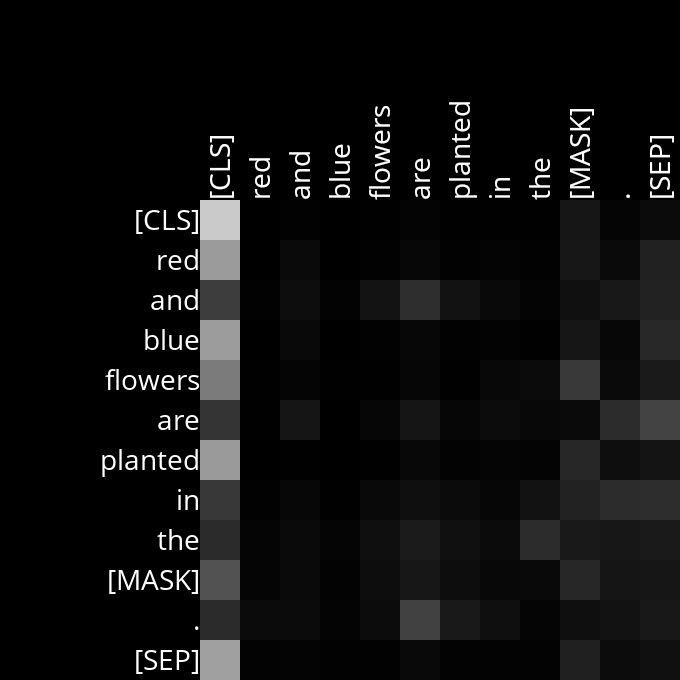 [CLS] red and blue flowers are planted in the [MASK] . [SEP]
[CLS]
red
and
blue
flowers
are
planted
in
the
[MASK]
.
[SEP]